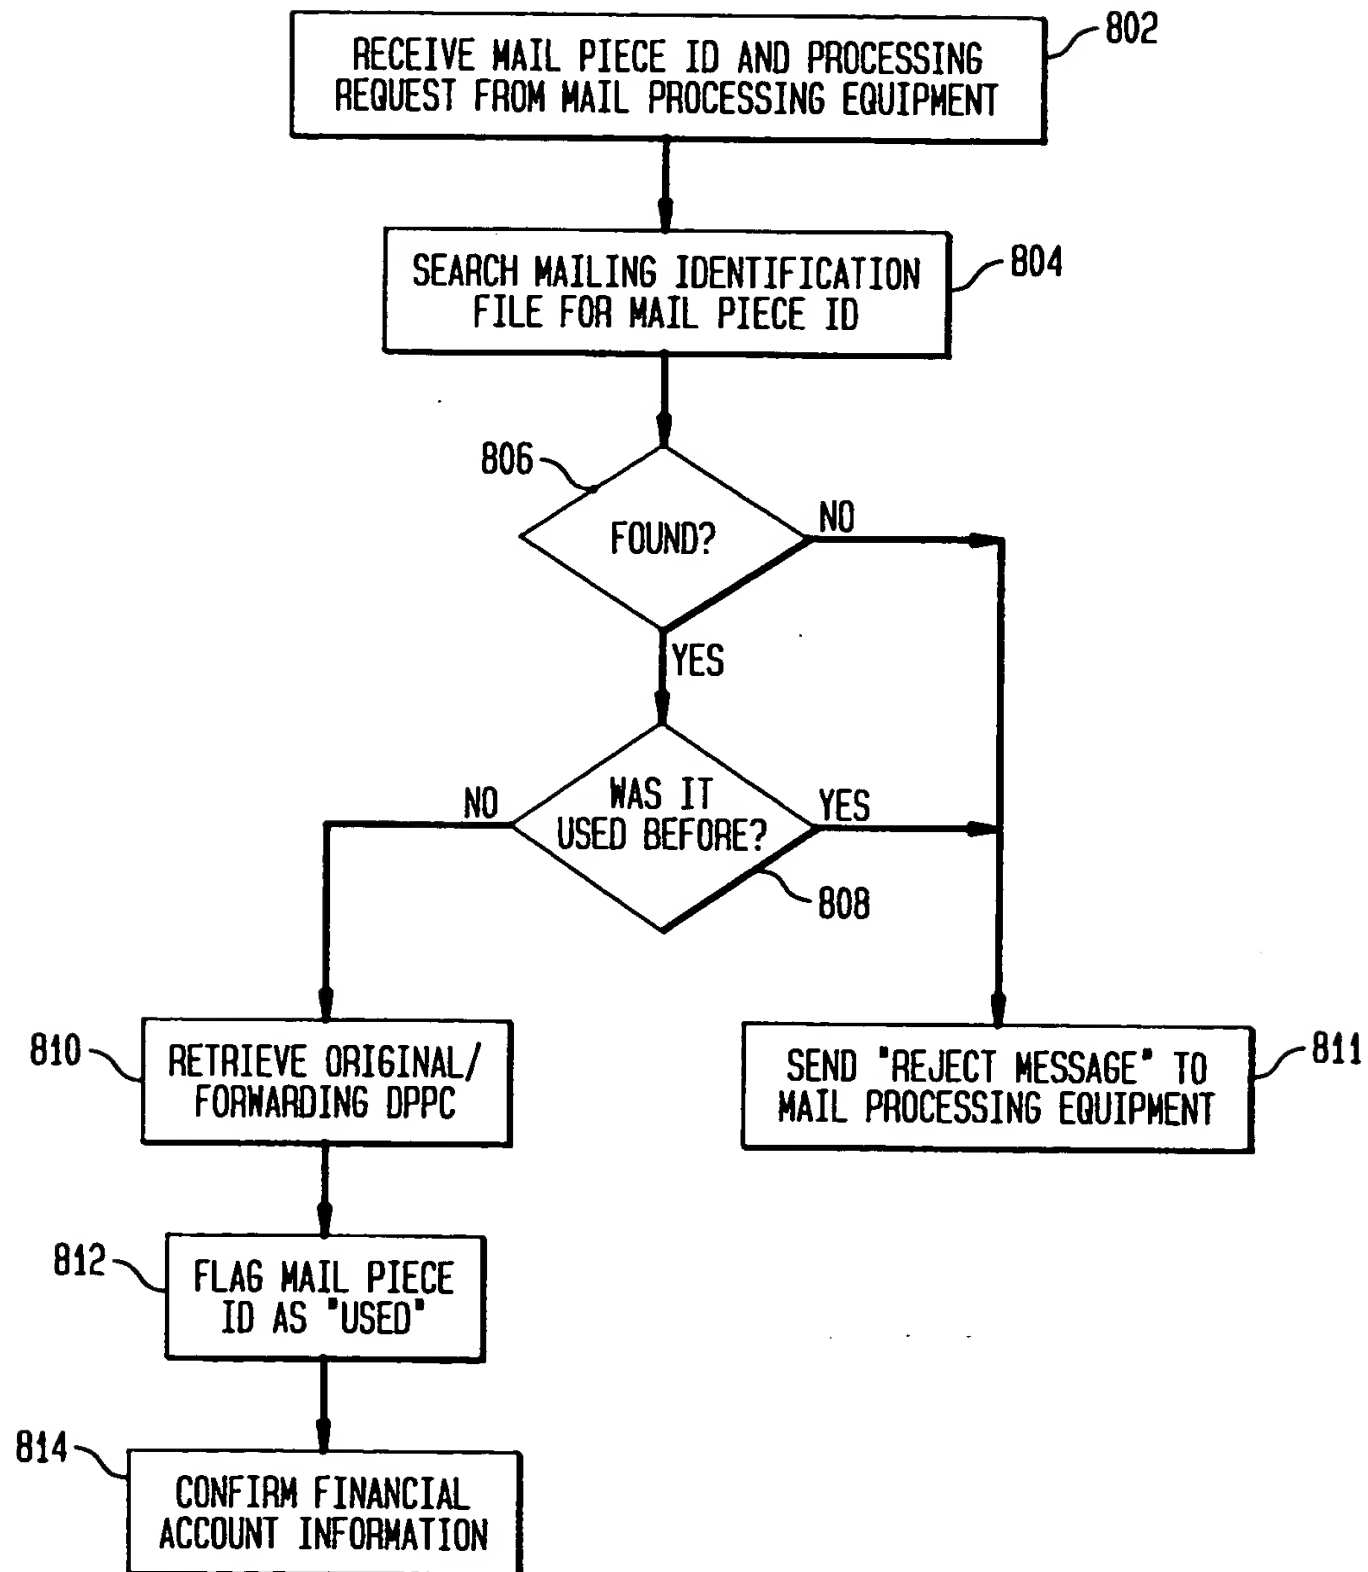 802
RECEIVE MAIL PIECE ID AND PROCESSING
REQUEST FROM MAIL PROCESSING EQUIPMENT
804
SEARCH MAILING IDENTIFICATION
FILE FOR MAIL PIECE ID
806
FOUND?
NO
YES
WAS IT
USED BEFORE?
NO
YES
808
810
RETRIEVE ORIGINAL/
FORWARDING DPPC
811
SEND "REJECT MESSAGE" TO
MAIL PROCESSING EQUIPMENT
812
FLAG MAIL PIECE
ID AS "USED"
814
CONFIRM FINANCIAL
ACCOUNT INFORMATION